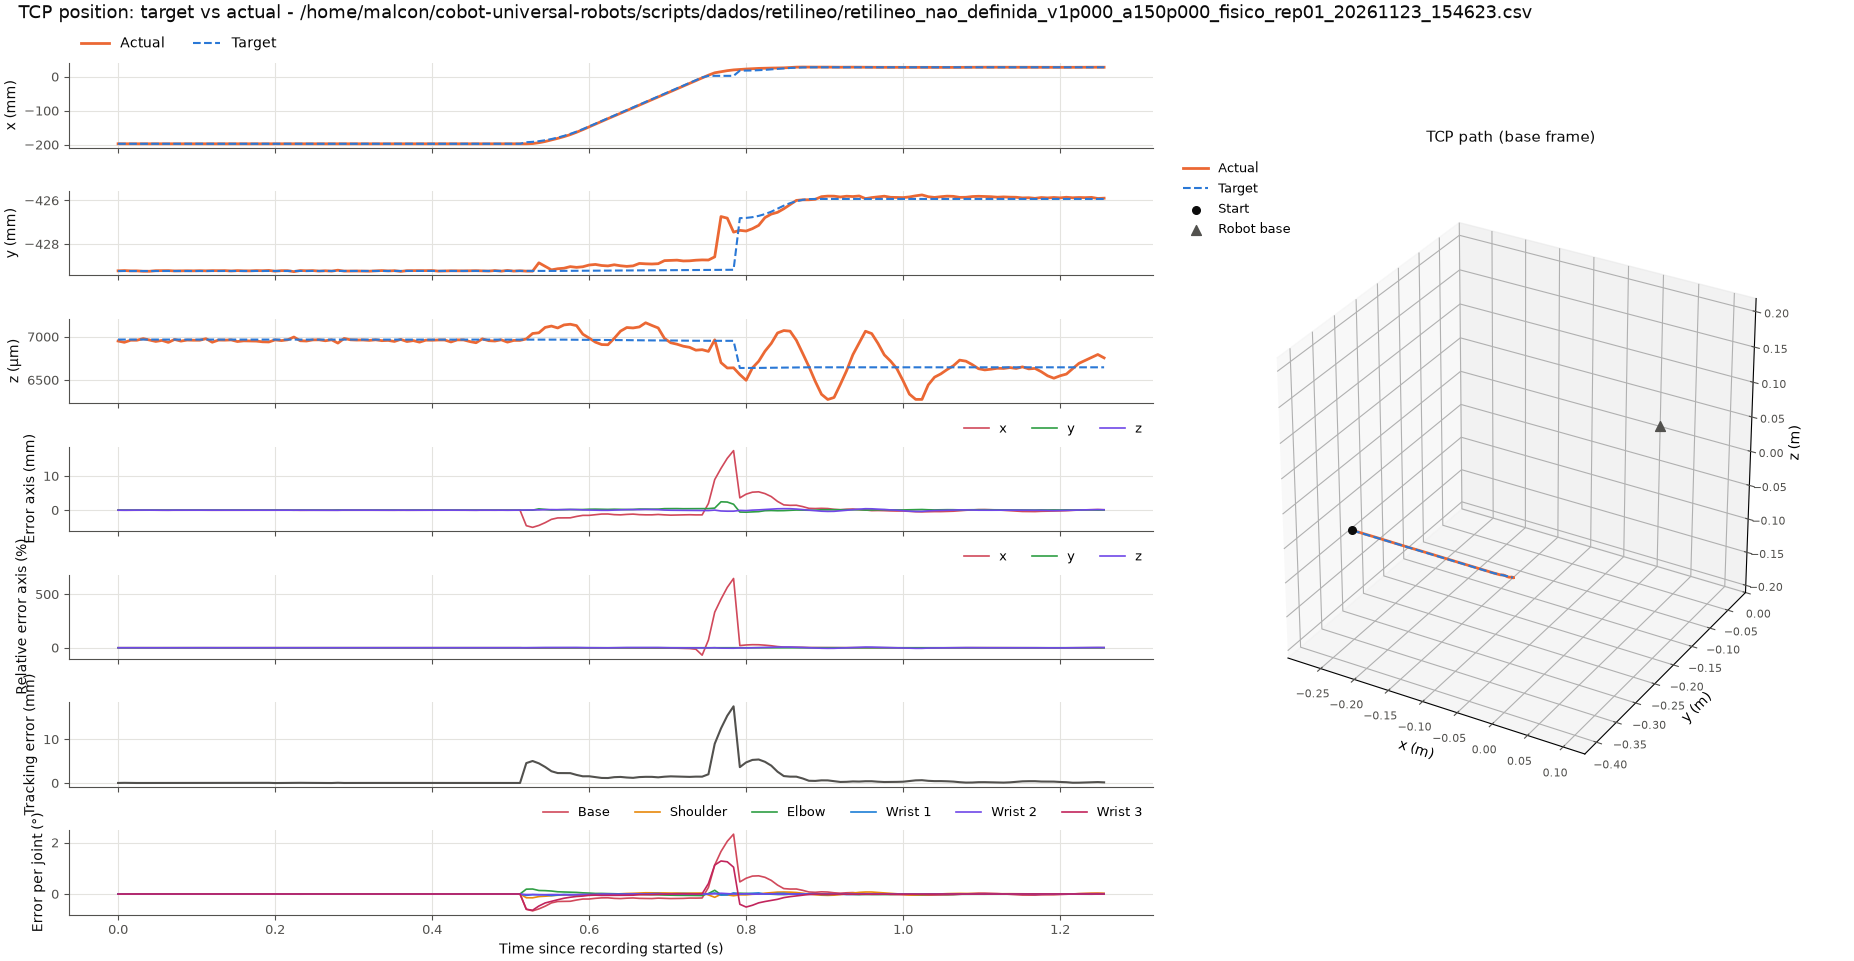 TCP position: target vs actual - /home/malcon/cobot-universal-robots/scripts/dados/retilineo/retilineo_nao_definida_v1p000_a150p000_fisico_rep01_20261123_154623.csv
Actual Target
x (mm)
0
−100
−200
y (mm)
−426
−428
z (µm)
7000
6500
x y z
Error axis (mm)
10
0
x y z
Relative error axis (%)
500
0
Tracking error (mm)
10
0
Base Shoulder Elbow Wrist 1 Wrist 2 Wrist 3
Error per joint (°)
2
0
0.0 0.2 0.4 0.6 0.8 1.0 1.2
Time since recording started (s)
TCP path (base frame)
Actual
Target
Start
Robot base
0.20
0.15
0.10
0.05
0.00
−0.05
−0.10
−0.15
−0.20
z (m)
0.00
−0.05
−0.10
−0.15
−0.20
−0.25
−0.30
−0.35
−0.40
y (m)
−0.25
−0.20
−0.15
−0.10
−0.05
0.00
0.05
0.10
x (m)